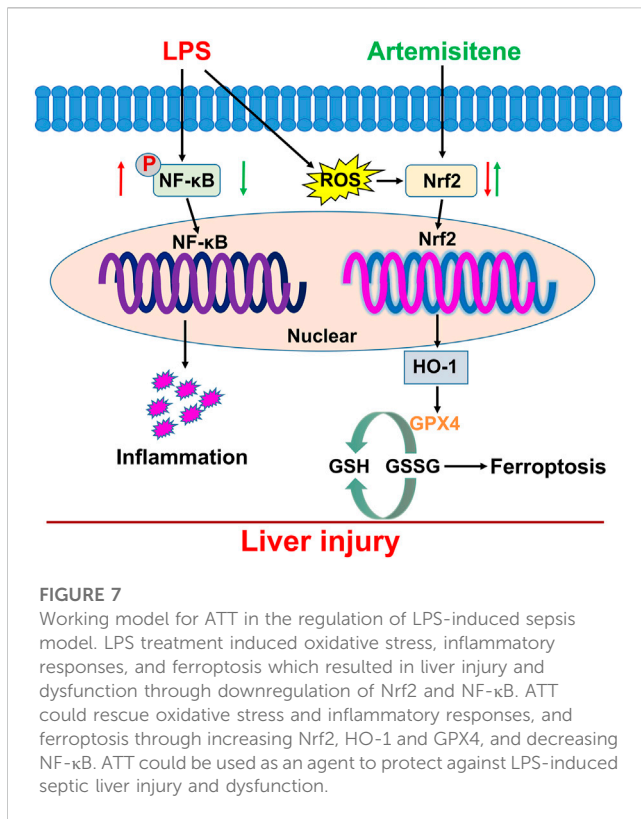 LPS Artemisitene
P
NF-κB ROS Nrf2
NF-κB Nrf2
Nuclear
HO-1
GPX4
Inflammation GSH GSSG Ferroptosis
Liver injury
FIGURE 7
Working model for ATT in the regulation of LPS-induced sepsis
model. LPS treatment induced oxidative stress, inflammatory
responses, and ferroptosis which resulted in liver injury and
dysfunction through downregulation of Nrf2 and NF-κB. ATT
could rescue oxidative stress and inflammatory responses, and
ferroptosis through increasing Nrf2, HO-1 and GPX4, and decreasing
NF-κB. ATT could be used as an agent to protect against LPS-induced
septic liver injury and dysfunction.